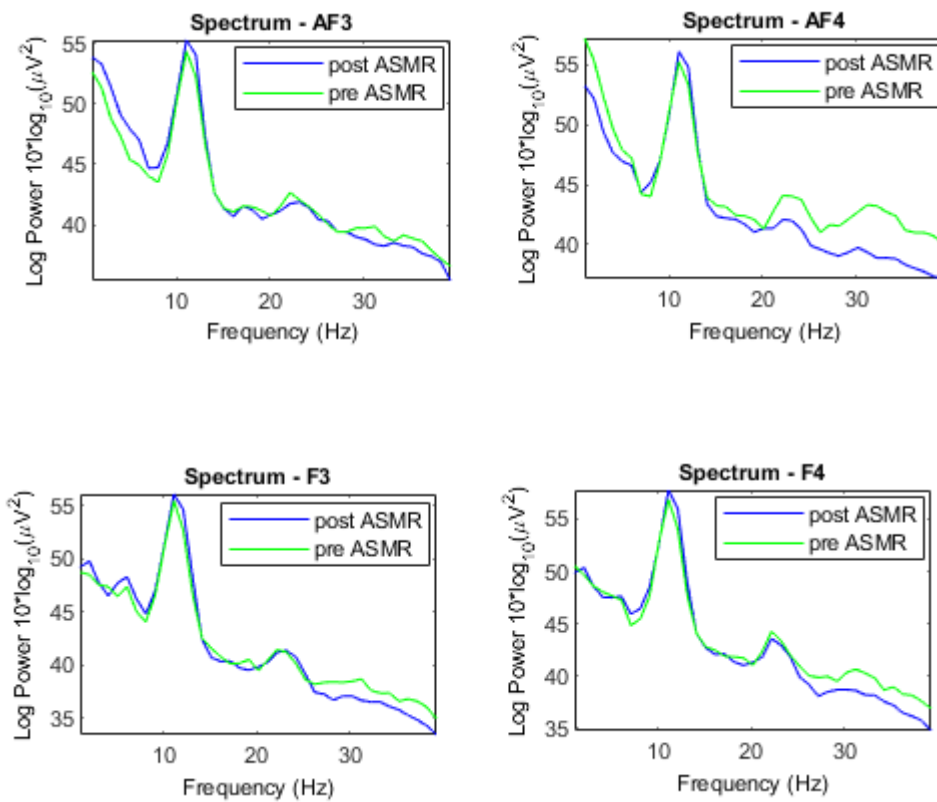 Spectrum - AF3
Log Power 10*log10(μV2)
55
50
45
40
10
20
30
Frequency (Hz)
post ASMR
pre ASMR
Spectrum - AF4
Log Power 10*log10(μV2)
55
50
45
40
10
20
30
Frequency (Hz)
post ASMR
pre ASMR
Spectrum - F3
Log Power 10*log10(μV2)
55
50
45
40
35
10
20
30
Frequency (Hz)
post ASMR
pre ASMR
Spectrum - F4
Log Power 10*log10(μV2)
55
50
45
40
35
10
20
30
Frequency (Hz)
post ASMR
pre ASMR